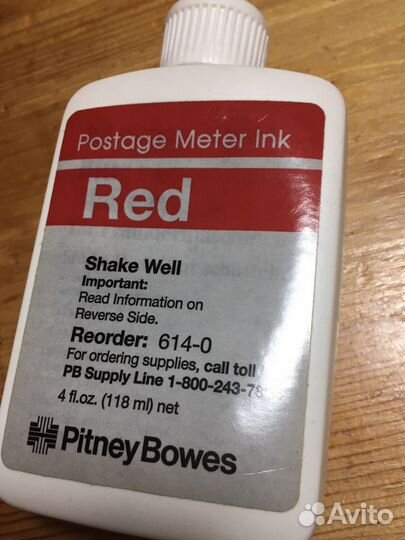 Postage Meter Ink
Red
Shake Well
Important:
Read Information on
Reverse Side.
Reorder: 614-0
For ordering supplies, call toll
PB Supply Line 1-800-243-78
4 fl.oz. (118 ml) net
PitneyBowes
Avito